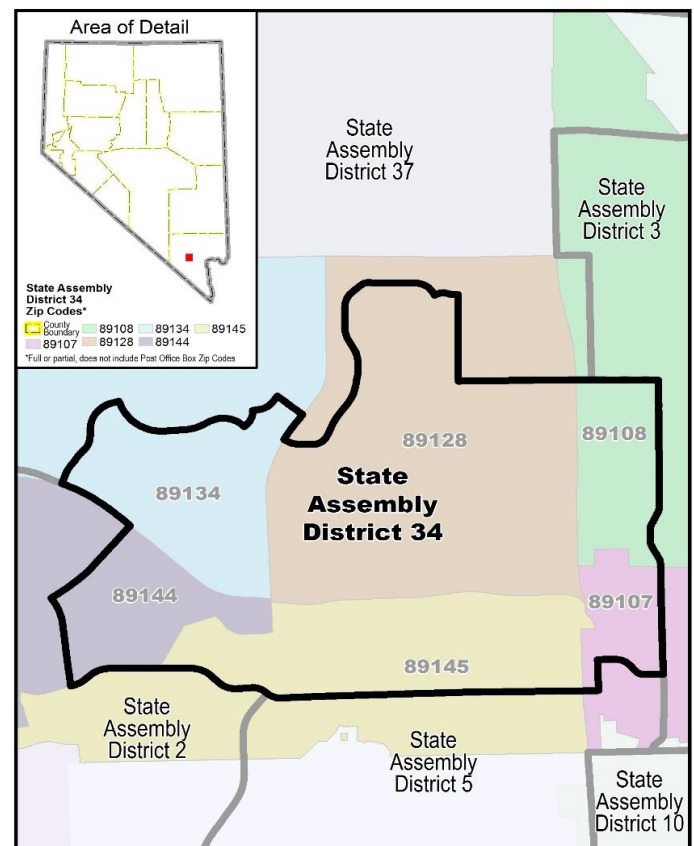 Area of Detail
State Assembly
District 34
Zip Codes*
County
Boundary
89108
89134
89145
89107
89128
89144
*Full or partial, does not include Post Office Box Zip Codes
State
Assembly
District 37
State
Assembly
District 3
89128
89108
89134
State
Assembly
District 34
89144
89107
89145
State
Assembly
District 2
State
Assembly
District 5
State
Assembly
District 10